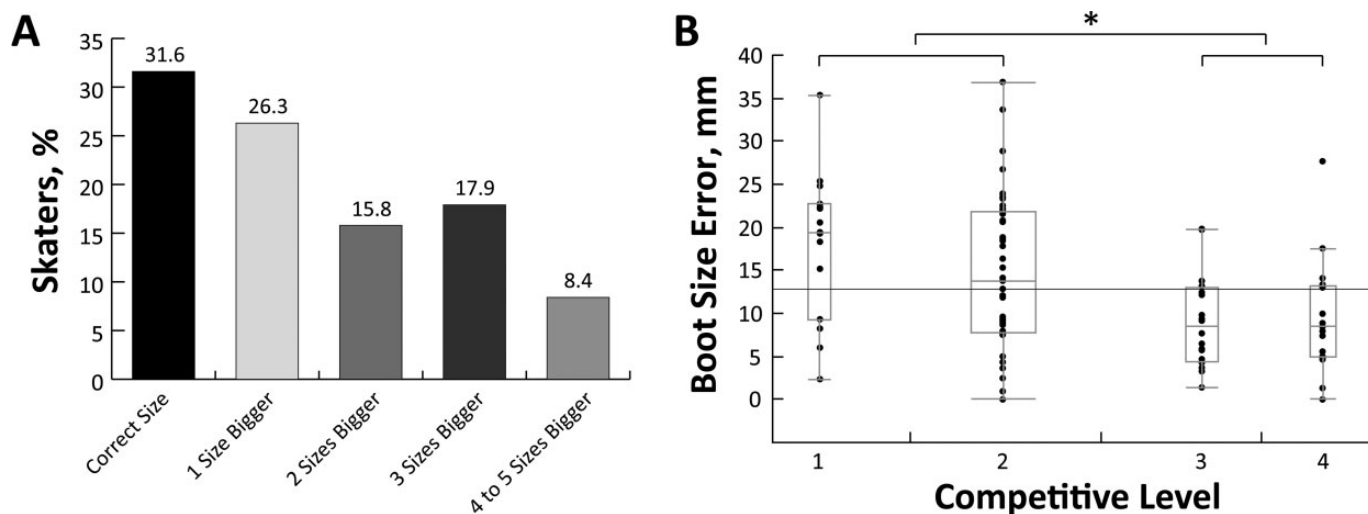 A
Skaters, %
35
30
25
20
15
10
5
0
31.6
26.3
15.8
17.9
8.4
Correct Size
1 Size Bigger
2 Sizes Bigger
3 Sizes Bigger
4 to 5 Sizes Bigger
B
*
Boot Size Error, mm
40
35
30
25
20
15
10
5
0
1
2
3
4
Competitive Level